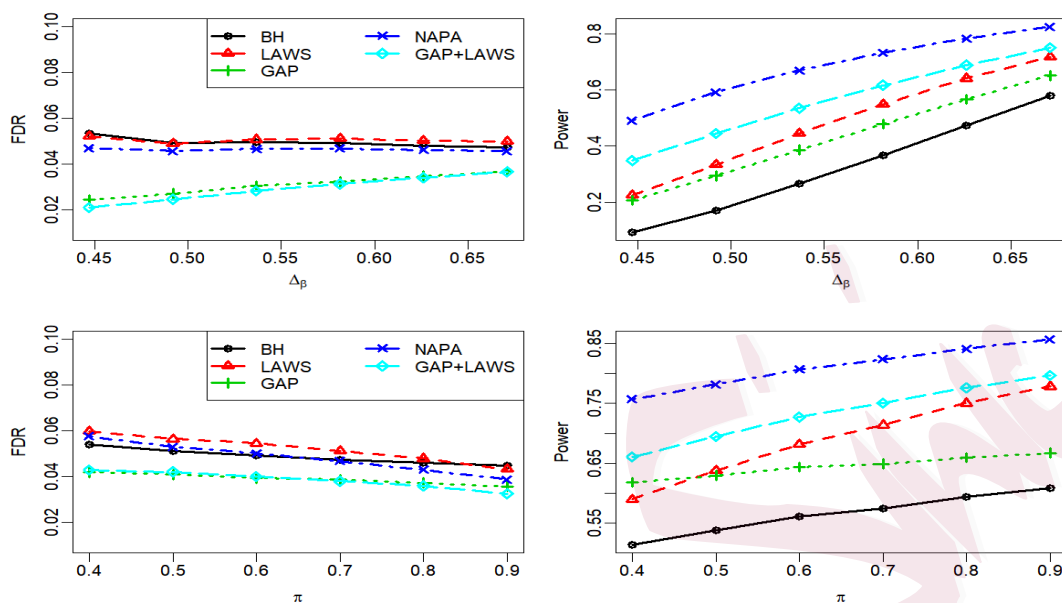 FDR
0.02 0.04 0.06 0.08 0.10
BH
LAWS
GAP
NAPA
GAP+LAWS
0.45 0.50 0.55 0.60 0.65
Δβ
Power
0.2 0.4 0.6 0.8
0.45 0.50 0.55 0.60 0.65
Δβ
FDR
0.02 0.04 0.06 0.08 0.10
BH
LAWS
GAP
NAPA
GAP+LAWS
0.4 0.5 0.6 0.7 0.8 0.9
π
Power
0.55 0.65 0.75 0.85
0.4 0.5 0.6 0.7 0.8 0.9
π